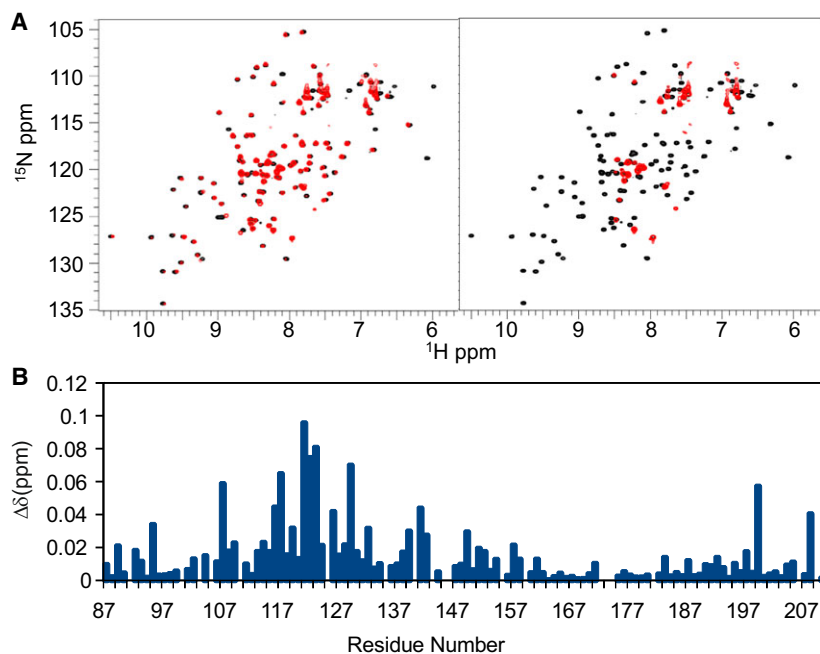 A
105
110
115
120
125
130
135
15N ppm
10 9 8 7 6 10 9 8 7 6
1H ppm
B
0.12
0.1
0.08
0.06
0.04
0.02
0
Δδ(ppm)
87 97 107 117 127 137 147 157 167 177 187 197 207
Residue Number